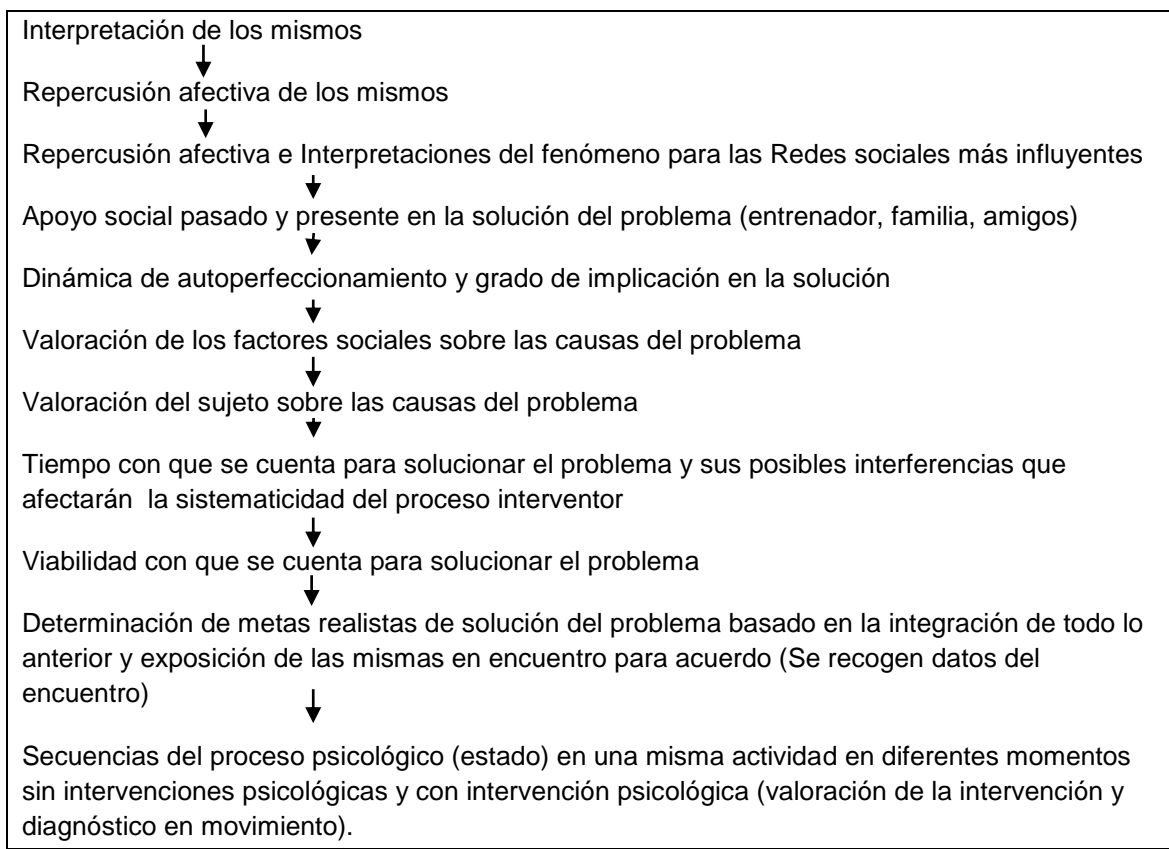 Interpretación de los mismos
Repercusión afectiva de los mismos
Repercusión afectiva e Interpretaciones del fenómeno para las Redes sociales más influyentes
Apoyo social pasado y presente en la solución del problema (entrenador, familia, amigos)
Dinámica de autoperfeccionamiento y grado de implicación en la solución
Valoración de los factores sociales sobre las causas del problema
Valoración del sujeto sobre las causas del problema
Tiempo con que se cuenta para solucionar el problema y sus posibles interferencias que
afectarán  la sistematicidad del proceso interventor
Viabilidad con que se cuenta para solucionar el problema
Determinación de metas realistas de solución del problema basado en la integración de todo lo
anterior y exposición de las mismas en encuentro para acuerdo (Se recogen datos del
encuentro)
Secuencias del proceso psicológico (estado) en una misma actividad en diferentes momentos
sin intervenciones psicológicas y con intervención psicológica (valoración de la intervención y
diagnóstico en movimiento).